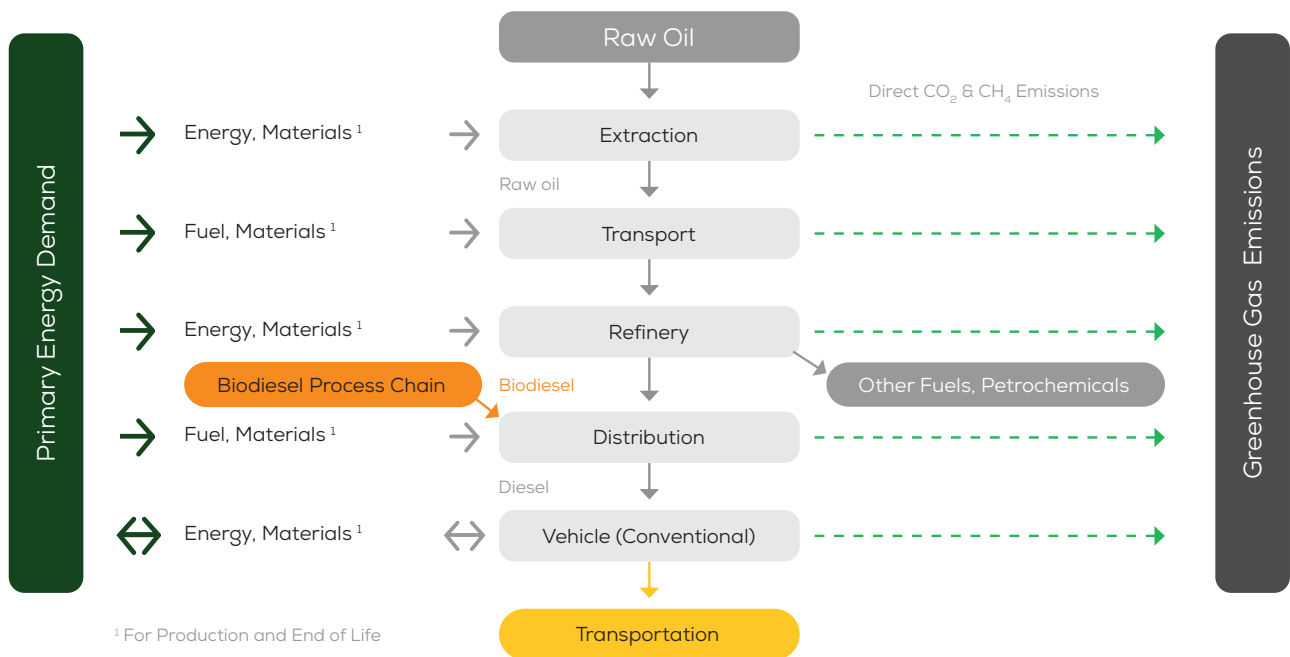 Raw Oil
Primary Energy Demand
Greenhouse Gas Emissions
Direct CO₂ & CH₄ Emissions
Energy, Materials ¹
Extraction
Raw oil
Fuel, Materials ¹
Transport
Energy, Materials ¹
Refinery
Biodiesel Process Chain
Biodiesel
Other Fuels, Petrochemicals
Fuel, Materials ¹
Distribution
Diesel
Energy, Materials ¹
Vehicle (Conventional)
¹ For Production and End of Life
Transportation